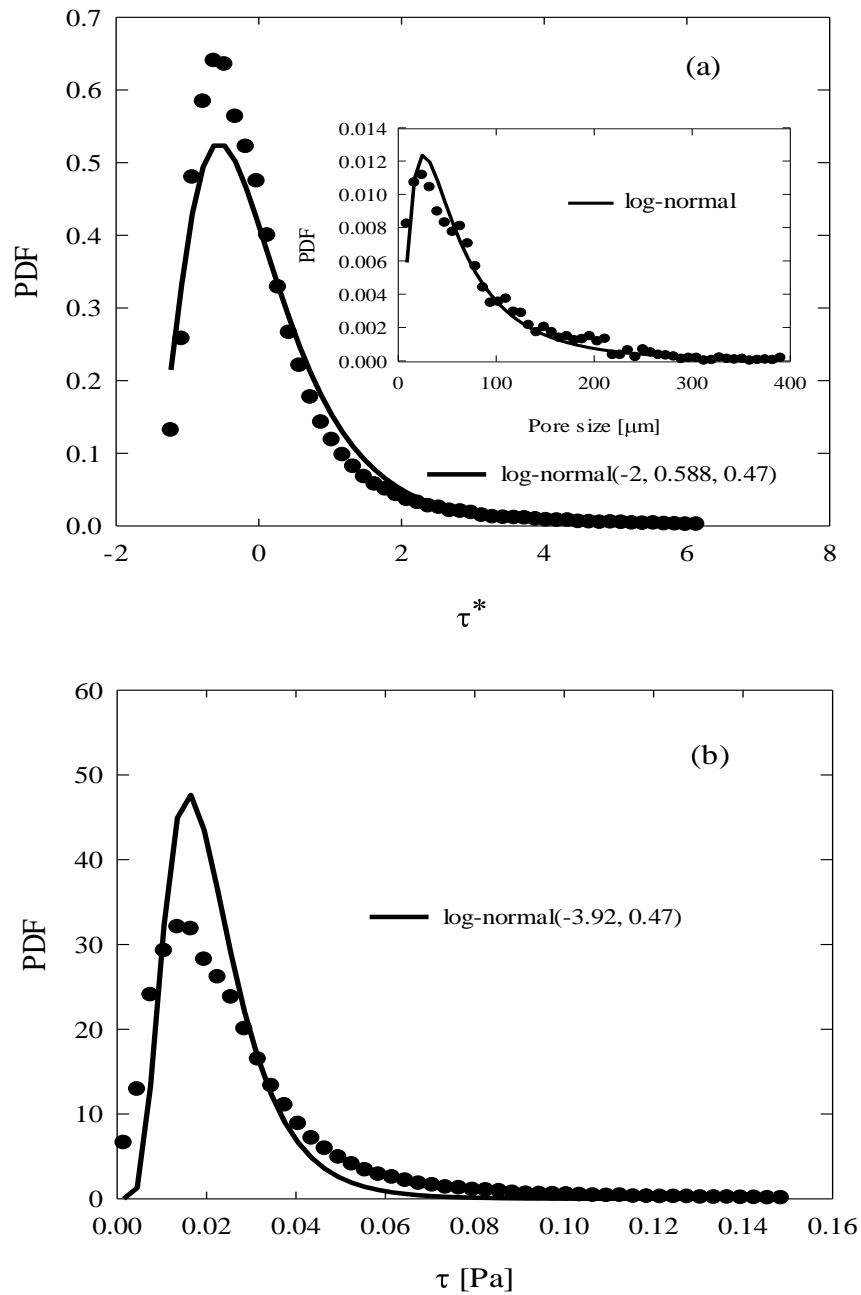 0.7
0.6
0.5
0.4
0.3
0.2
0.1
0.0
PDF
(a)
0.014
0.012
0.010
0.008
0.006
0.004
0.002
0.000
PDF
log-normal
0 100 200 300 400
Pore size [μm]
log-normal(-2, 0.588, 0.47)
-2 0 2 4 6 8
τ*
60
50
40
30
20
10
0
PDF
(b)
log-normal(-3.92, 0.47)
0.00 0.02 0.04 0.06 0.08 0.10 0.12 0.14 0.16
τ [Pa]